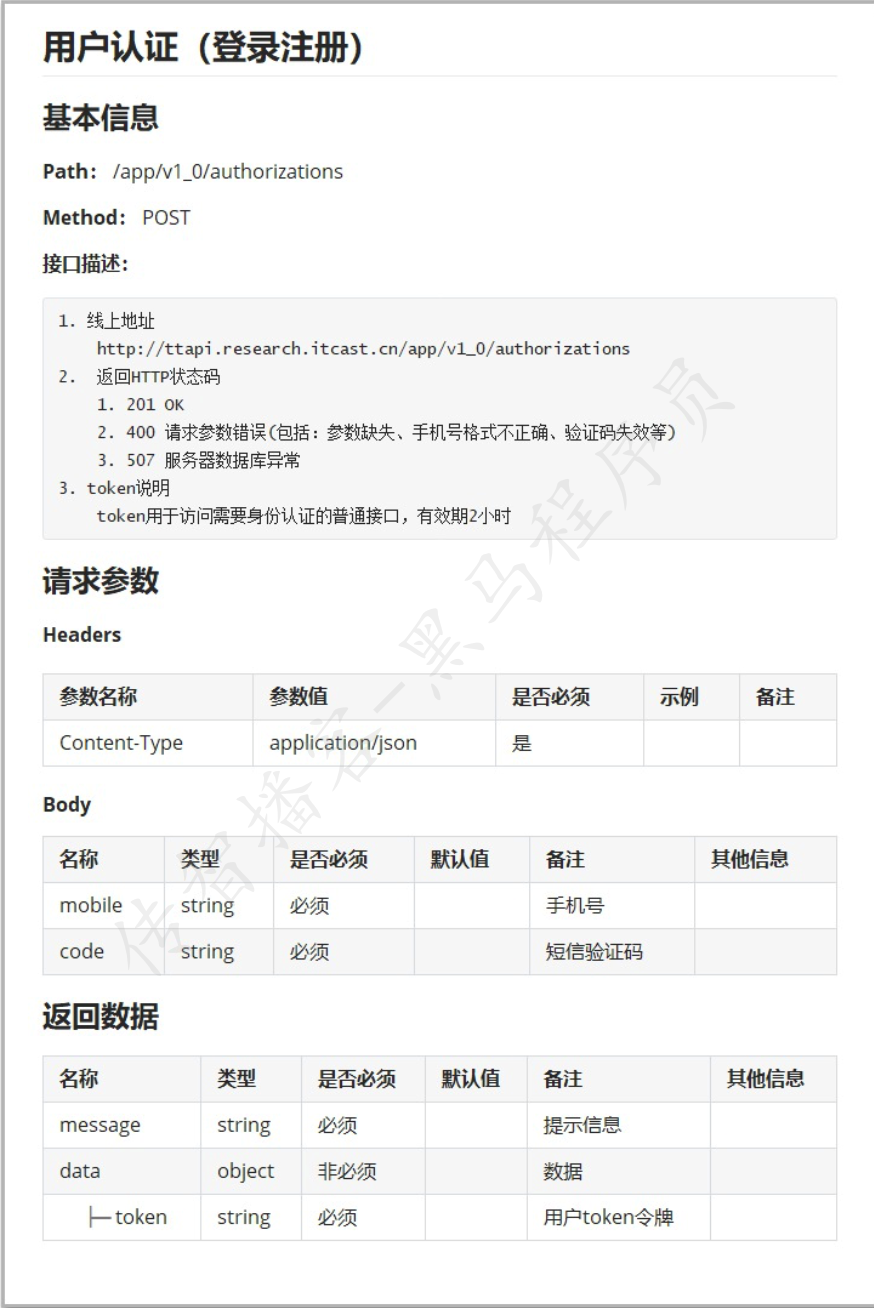 用户认证（登录注册）
基本信息
Path： /app/v1_0/authorizations
Method： POST
接口描述：
1. 线上地址
http://ttapi.research.itcast.cn/app/v1_0/authorizations
2. 返回HTTP状态码
1. 201 OK
2. 400 请求参数错误(包括：参数缺失、手机号格式不正确、验证码失效等)
3. 507 服务器数据库异常
3. token说明
token用于访问需要身份认证的普通接口，有效期2小时
请求参数
Headers
参数名称 参数值 是否必须 示例 备注
Content-Type application/json 是
Body
名称 类型 是否必须 默认值 备注 其他信息
mobile string 必须 手机号
code string 必须 短信验证码
返回数据
名称 类型 是否必须 默认值 备注 其他信息
message string 必须 提示信息
data object 非必须 数据
├─ token string 必须 用户token令牌
传智播客-黑马程序员